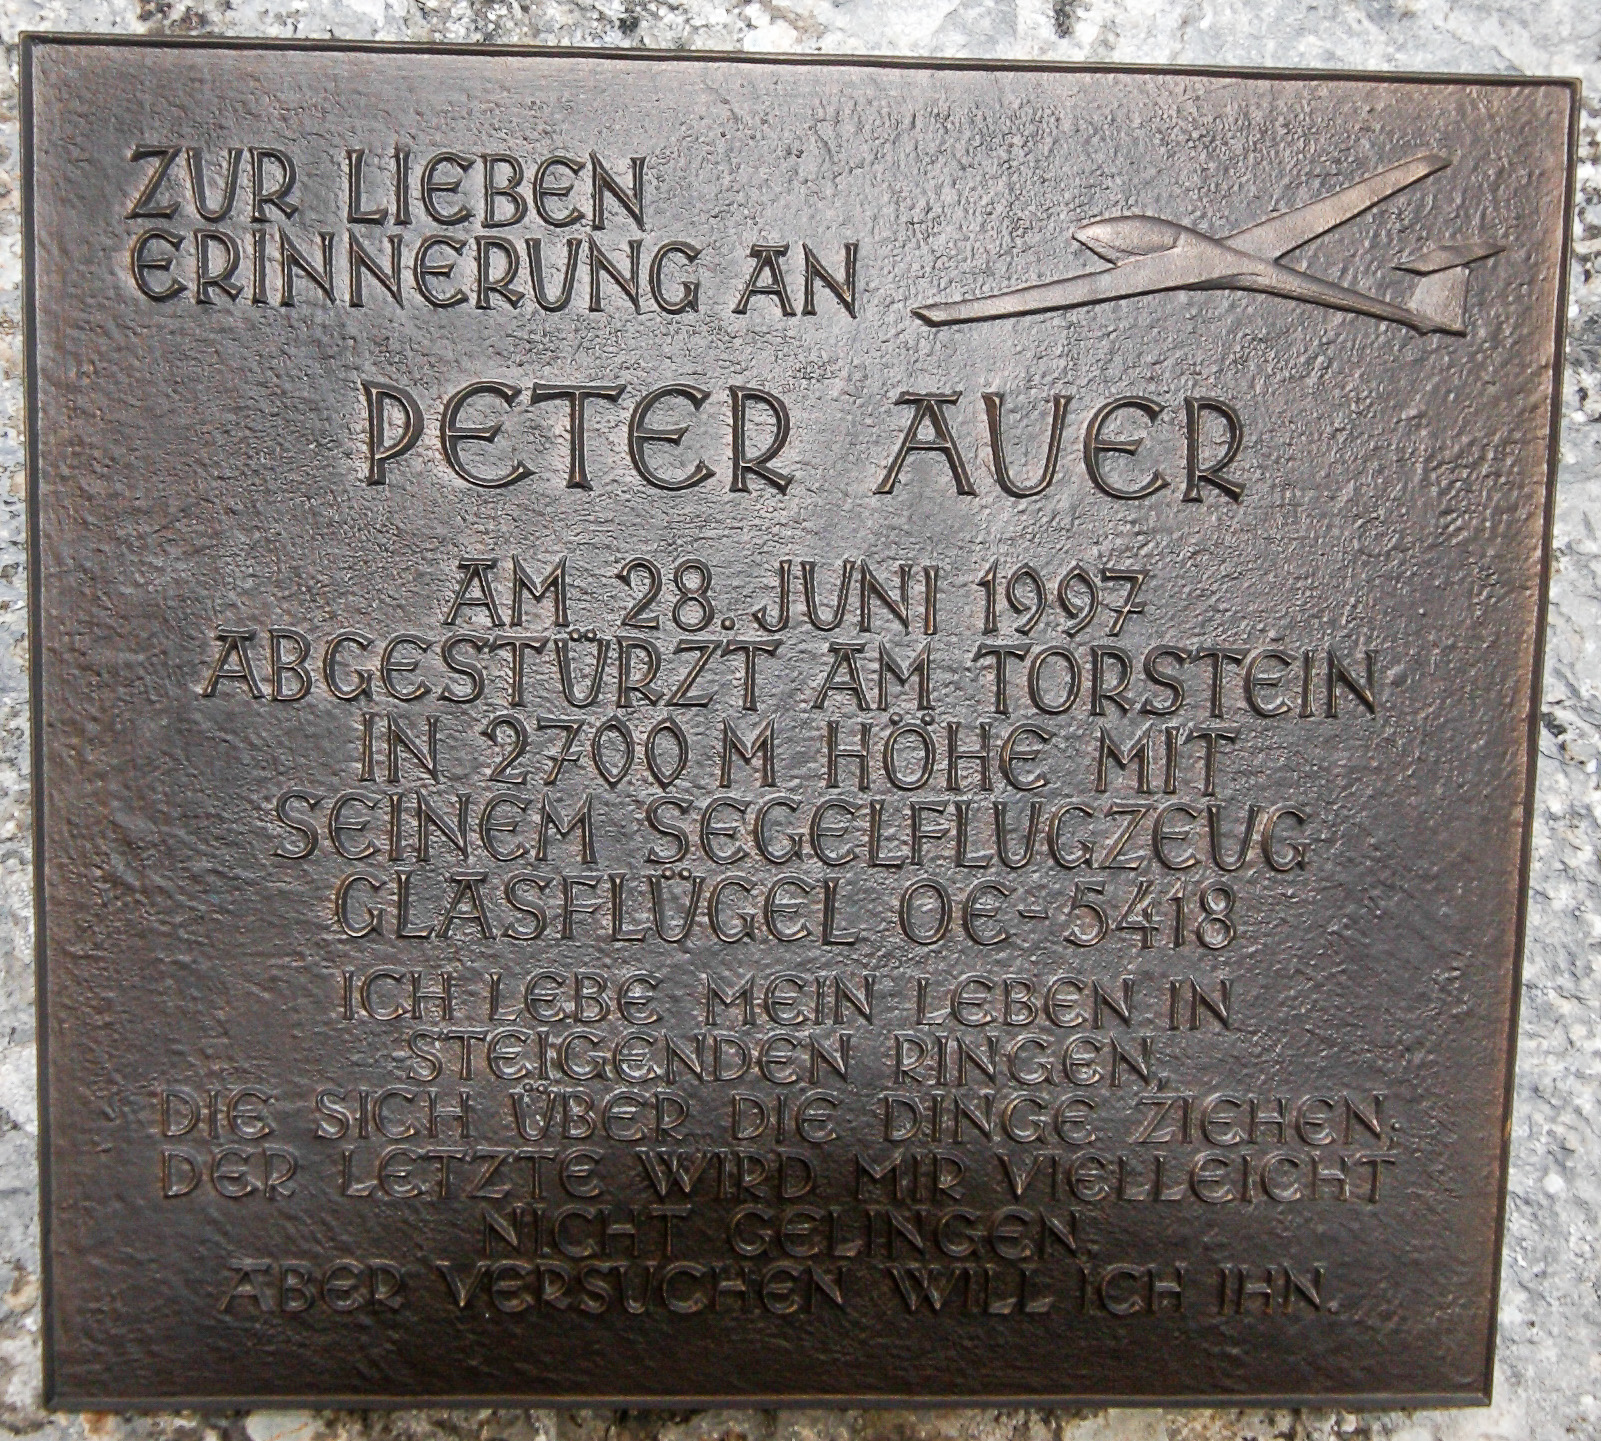 ZUR LIEBEN
ERINNERUNG AN
PETER AUER
AM 28. JUNI 1997
ABGESTÜRZT AM TORSTEIN
IN 2700 M HÖHE MIT
SEINEM SEGELFLUGZEUG
GLASFLÜGEL OE-5418
ICH LEBE MEIN LEBEN IN
STEIGENDEN RINGEN,
DIE SICH ÜBER DIE DINGE ZIEHEN;
DER LETZTE WIRD MIR VIELLEICHT
NICHT GELINGEN,
ABER VERSUCHEN WILL ICH IHN.